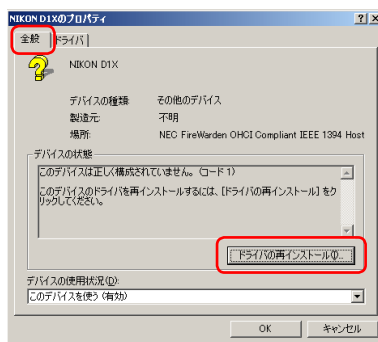 NIKON D1Xのプロパティ
全般 ドライバ
NIKON D1X
デバイスの種類: その他のデバイス
製造元: 不明
場所: NEC FireWarden OHCI Compliant IEEE 1394 Host
デバイスの状態
このデバイスは正しく構成されていません。 (コード 1)
このデバイスのドライバを再インストールするには、[ドライバの再インストール] をク
リックしてください。
ドライバの再インストール(I)...
デバイスの使用状況(D):
このデバイスを使う (有効)
OK キャンセル